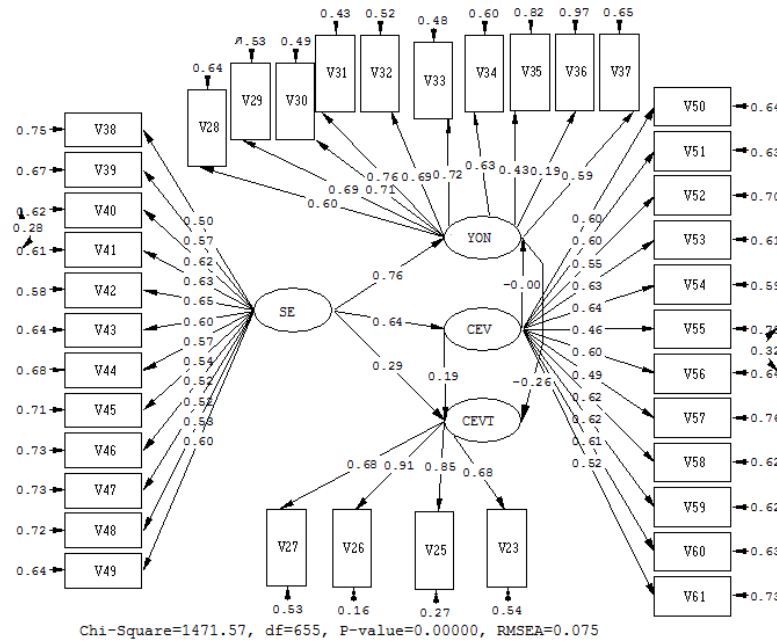 0.43 0.52 0.48 0.60 0.82 0.97 0.65
0.64 0.53 0.49
V31 V32 V33 V34 V35 V36 V37
V28 V29 V30
0.75 V38
0.67 V39
0.62 V40
0.28
0.61 V41
0.58 V42
0.64 V43
0.68 V44
0.71 V45
0.73 V46
0.73 V47
0.72 V48
0.64 V49
0.50
0.57
0.62
0.63
0.65
0.60
0.57
0.54
0.52
0.52
0.53
0.60
SE
0.76
0.64
0.29
0.60 0.69 0.71 0.76 0.69 0.72 0.63 0.43 0.19 0.59
YON
-0.00
CEV
0.19 -0.26
CEVT
0.60
0.60
0.55
0.63
0.64
0.46
0.60
0.49
0.62
0.62
0.61
0.52
V50 0.64
V51 0.63
V52 0.70
V53 0.61
V54 0.59
V55
0.32
V56 0.64
V57 0.76
V58 0.62
V59 0.62
V60 0.63
V61 0.73
0.68 0.91 0.85 0.68
V27 V26 V25 V23
0.53 0.16 0.27 0.54
Chi-Square=1471.57, df=655, P-value=0.00000, RMSEA=0.075